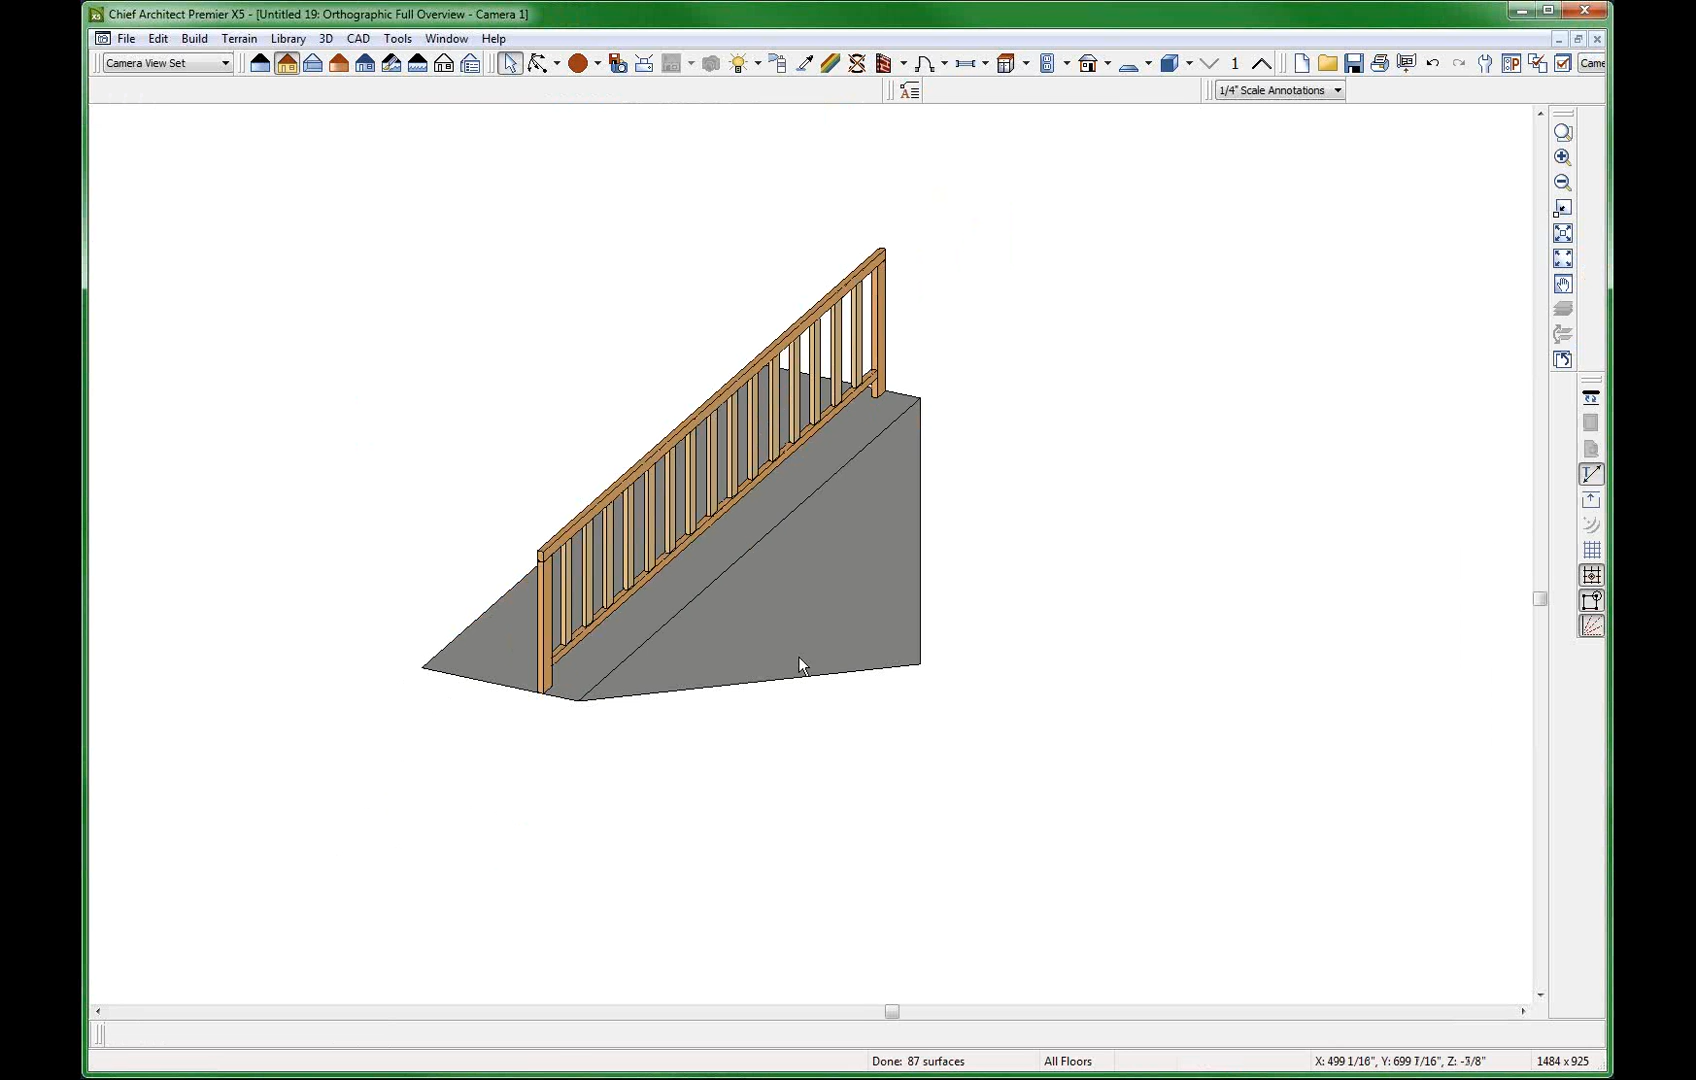 Chief Architect Premier X5 - [Untitled 19: Orthographic Full Overview - Camera 1]
File Edit Build Terrain Library 3D CAD Tools Window Help
Camera View Set 1 Came
1/4" Scale Annotations
Done: 87 surfaces All Floors X: 499 1/16", Y: 699 7/16", Z: -3/8" 1484 x 925